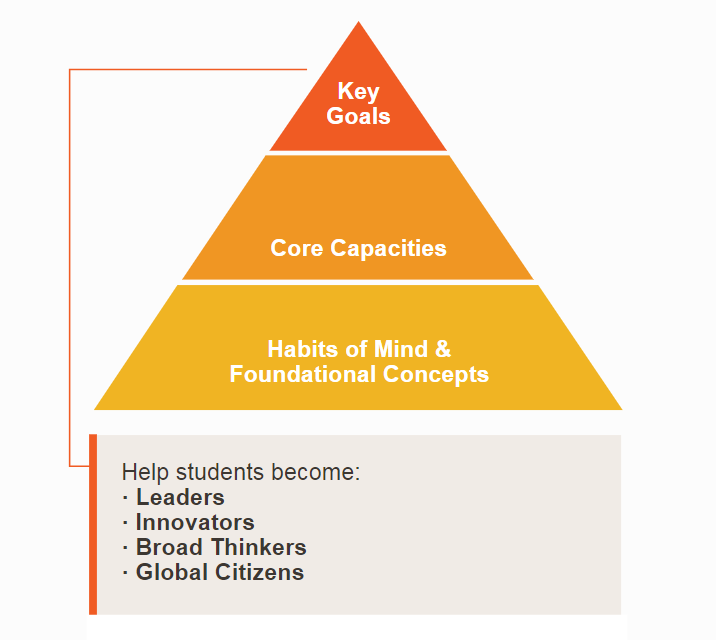 Key
Goals
Core Capacities
Habits of Mind &
Foundational Concepts
Help students become:
· Leaders
· Innovators
· Broad Thinkers
· Global Citizens